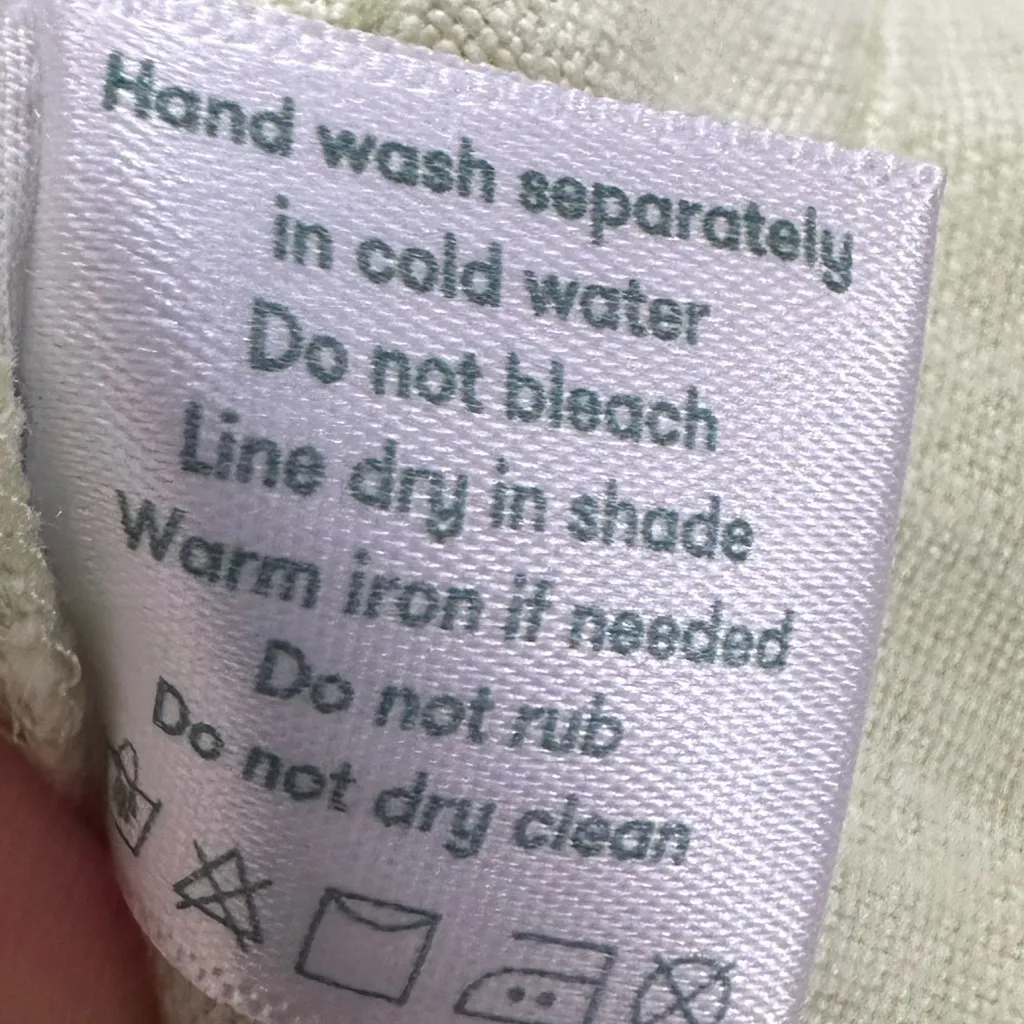 Hand wash separately
in cold water
Do not bleach
Line dry in shade
Warm iron if needed
Do not rub
Do not dry clean